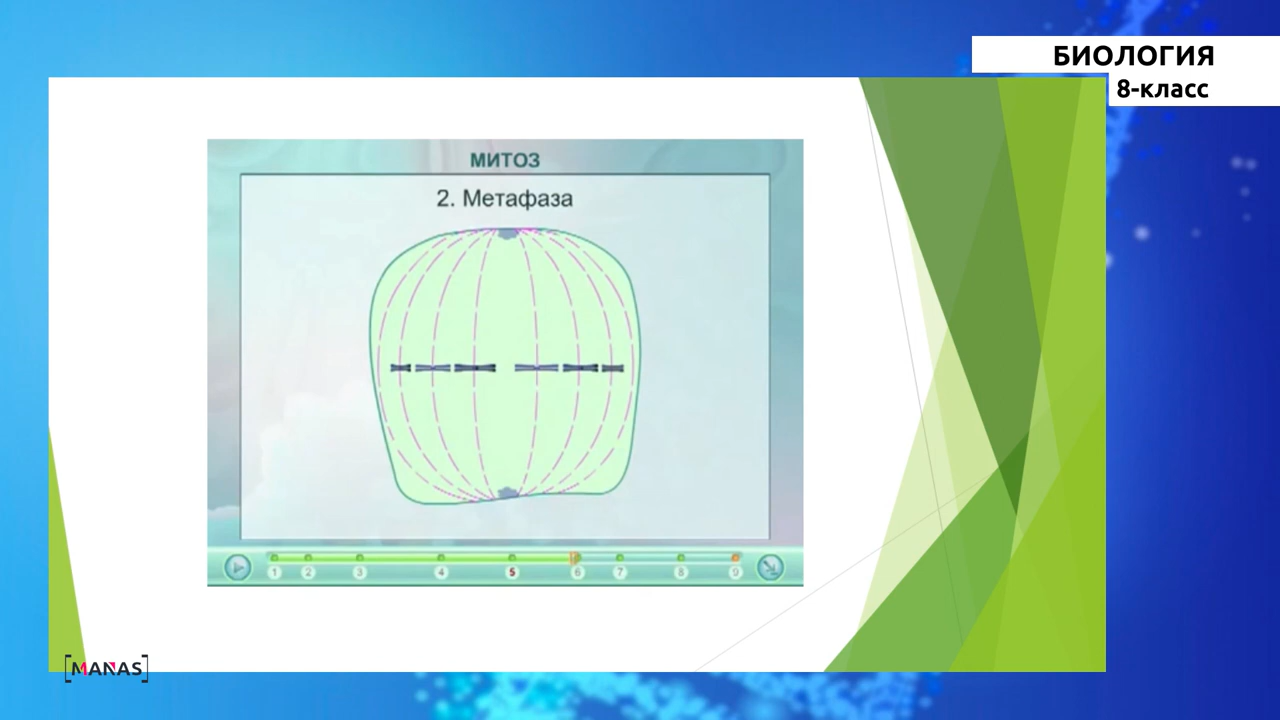 БИОЛОГИЯ
8-класс
МИТОЗ
2. Метафаза
1 2 3 4 5 6 7 8 9
[MANAS]